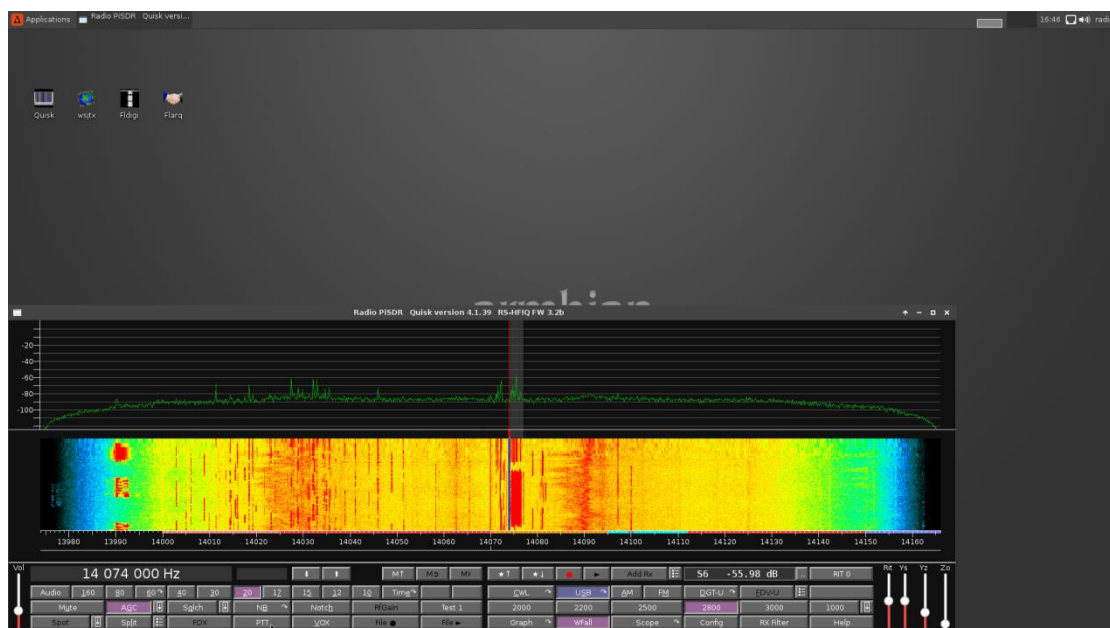 Applications Radio PiSDR Quisk versi... 16:46 radi
Quisk wsjtx Fldigi Flarq
armbian
Radio PiSDR Quisk version 4.1.39 RS-HFIQ FW 3.2b
-20
-40
-60
-80
-100
13980 13990 14000 14010 14020 14030 14040 14050 14060 14070 14080 14090 14100 14110 14120 14130 14140 14150 14160
Vol 14 074 000 Hz M↑ M⊃ M× ★↑ ★↓ Add Rx S6 -55.98 dB .. RIT 0 Rit Ys Yz Zo
Audio 160 80 60 40 30 20 17 15 12 10 Time CWL USB AM FM DGT-U FDV-U
Mute AGC Sqlch NB Notch RfGain Test 1 2000 2200 2500 2800 3000 1000
Spot Split FDX PTT VOX File ● File ► Graph WFall Scope Config RX Filter Help